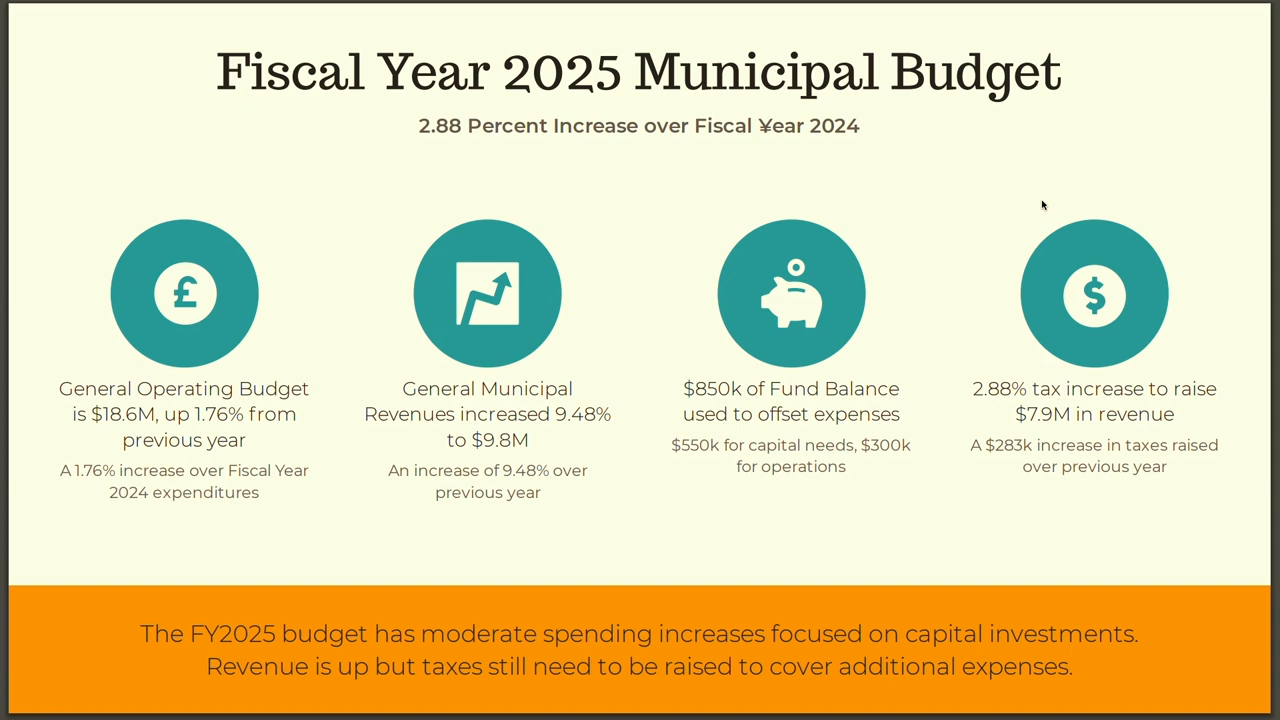 Fiscal Year 2025 Municipal Budget
2.88 Percent Increase over Fiscal ¥ear 2024
£
$
General Operating Budget
is $18.6M, up 1.76% from
previous year
A 1.76% increase over Fiscal Year
2024 expenditures
General Municipal
Revenues increased 9.48%
to $9.8M
An increase of 9.48% over
previous year
$850k of Fund Balance
used to offset expenses
$550k for capital needs, $300k
for operations
2.88% tax increase to raise
$7.9M in revenue
A $283k increase in taxes raised
over previous year
The FY2025 budget has moderate spending increases focused on capital investments.
Revenue is up but taxes still need to be raised to cover additional expenses.